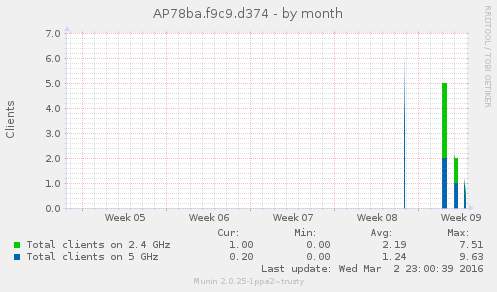 AP78ba.f9c9.d374 - by month
RRDTOOL / TOBI OETIKER
Clients
7.0
6.0
5.0
4.0
3.0
2.0
1.0
0.0
Week 05 Week 06 Week 07 Week 08 Week 09
Cur: Min: Avg: Max:
Total clients on 2.4 GHz 1.00 0.00 2.19 7.51
Total clients on 5 GHz 0.20 0.00 1.24 9.63
Last update: Wed Mar 2 23:00:39 2016
Munin 2.0.25-1ppa2~trusty